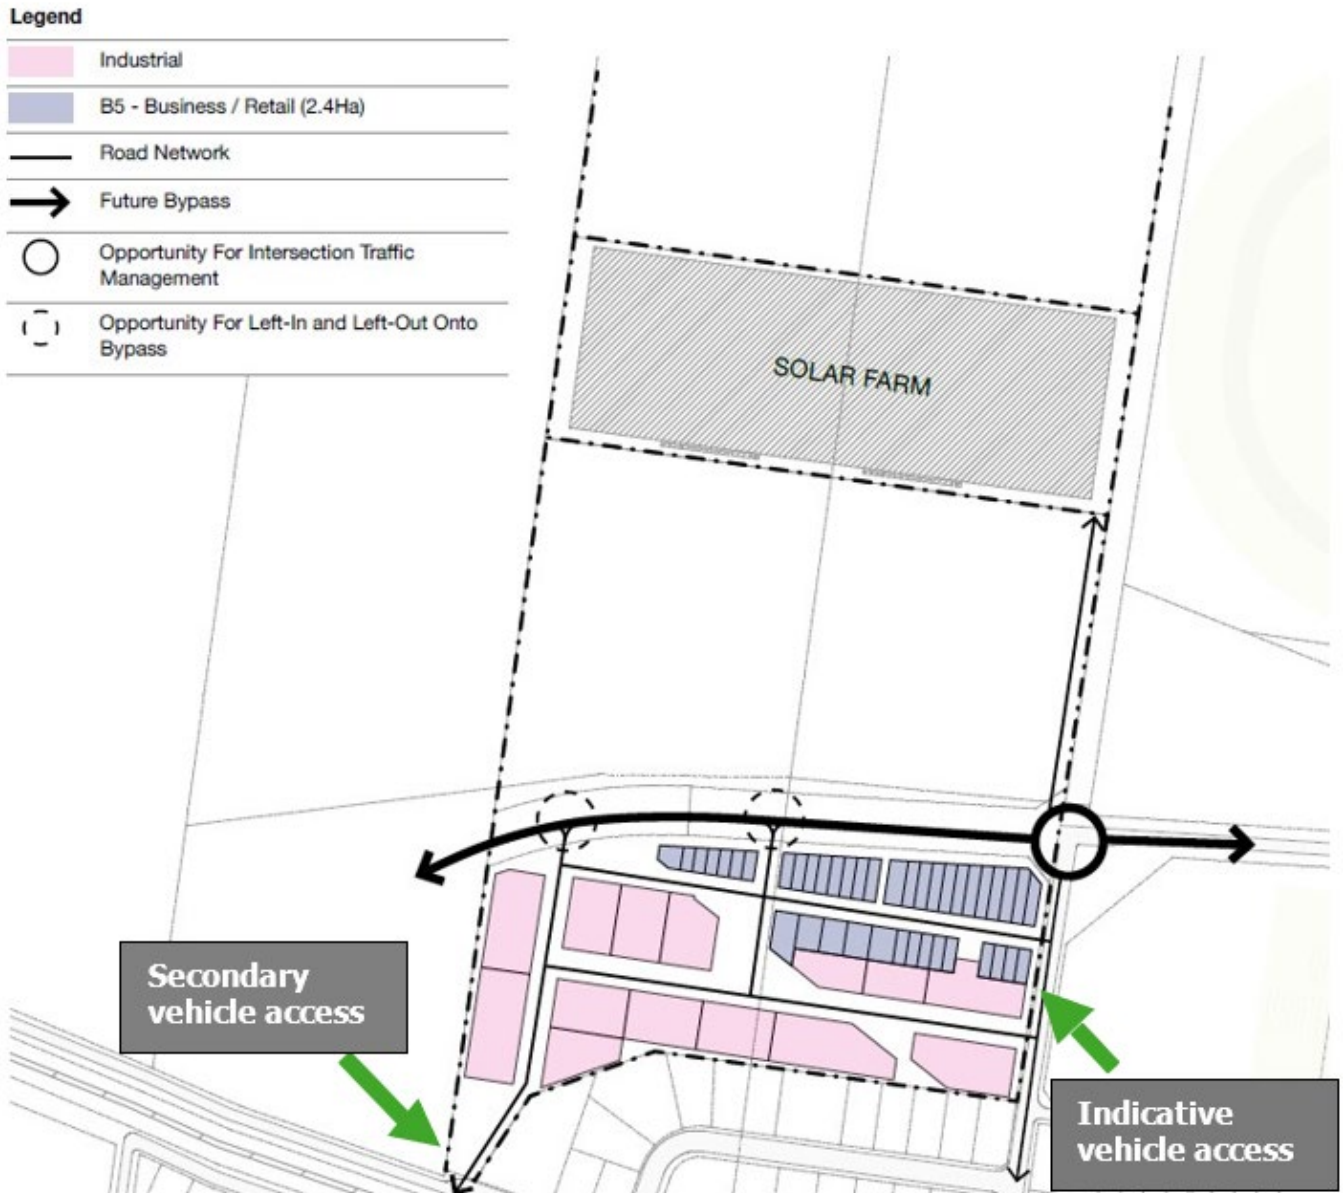 Legend
Industrial
B5 - Business / Retail (2.4Ha)
Road Network
Future Bypass
Opportunity For Intersection Traffic
Management
Opportunity For Left-In and Left-Out Onto
Bypass
SOLAR FARM
Secondary
vehicle access
Indicative
vehicle access